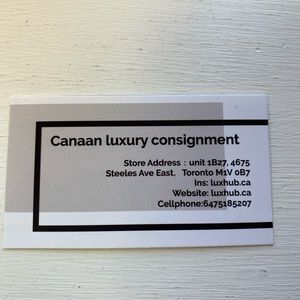 Canaan luxury consignment
Store Address : unit 1B27, 4675
Steeles Ave East, Toronto M1V 0B7
Ins: luxhub.ca
Website: luxhub.ca
Cellphone:6475185207